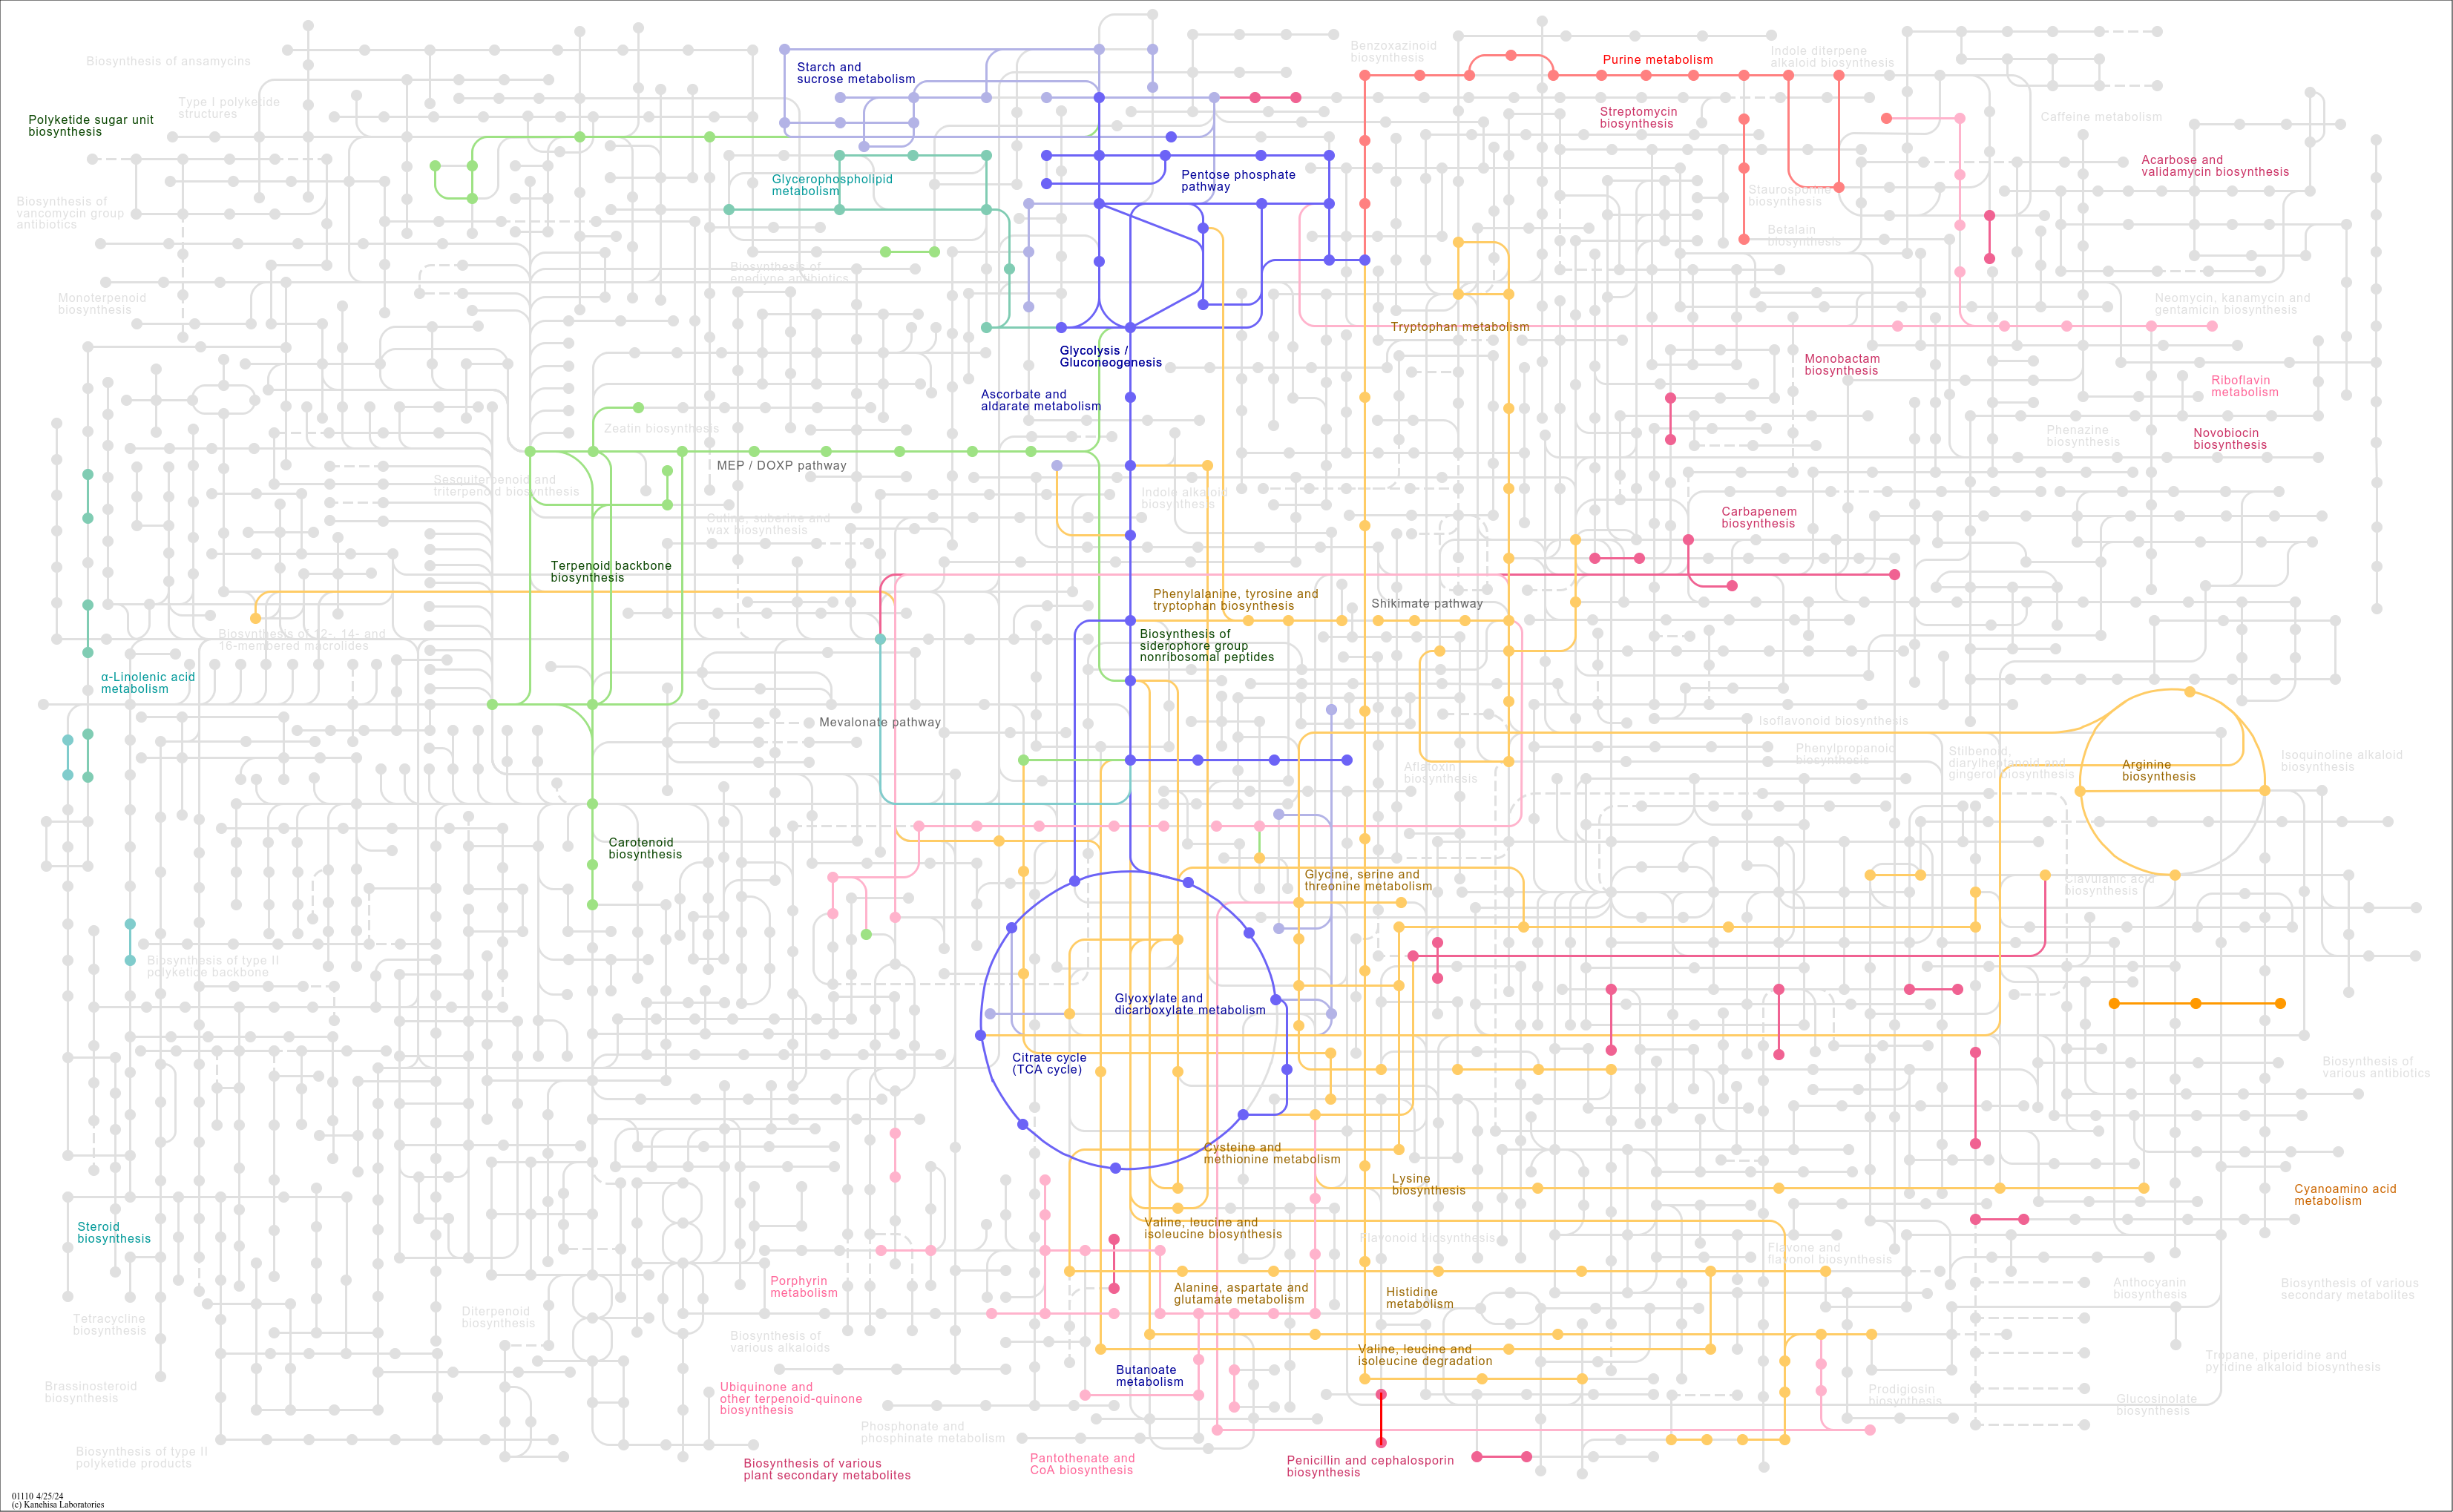 Biosynthesis of ansamycins
Starch and
sucrose metabolism
Benzoxazinoid
biosynthesis
Purine metabolism
Indole diterpene
alkaloid biosynthesis
Type I polyketide
structures
Polyketide sugar unit
biosynthesis
Streptomycin
biosynthesis
Caffeine metabolism
Acarbose and
validamycin biosynthesis
Glycerophospholipid
metabolism
Pentose phosphate
pathway
Staurosporine
biosynthesis
Biosynthesis of
vancomycin group
antibiotics
Betalain
biosynthesis
Biosynthesis of
enediyne antibiotics
Monoterpenoid
biosynthesis
Neomycin, kanamycin and
gentamicin biosynthesis
Tryptophan metabolism
Glycolysis /
Gluconeogenesis
Monobactam
biosynthesis
Riboflavin
metabolism
Ascorbate and
aldarate metabolism
Zeatin biosynthesis
Phenazine
biosynthesis
Novobiocin
biosynthesis
MEP / DOXP pathway
Sesquiterpenoid and
triterpenoid biosynthesis
Indole alkaloid
biosynthesis
Cutin, suberine and
wax biosynthesis
Carbapenem
biosynthesis
Terpenoid backbone
biosynthesis
Phenylalanine, tyrosine and
tryptophan biosynthesis
Shikimate pathway
Biosynthesis of 12-, 14- and
16-membered macrolides
Biosynthesis of
siderophore group
nonribosomal peptides
α-Linolenic acid
metabolism
Mevalonate pathway
Isoflavonoid biosynthesis
Phenylpropanoid
biosynthesis
Stilbenoid,
diarylheptanoid and
gingerol biosynthesis
Isoquinoline alkaloid
biosynthesis
Aflatoxin
biosynthesis
Arginine
biosynthesis
Carotenoid
biosynthesis
Glycine, serine and
threonine metabolism
Clavulanic acid
biosynthesis
Biosynthesis of type II
polyketide backbone
Glyoxylate and
dicarboxylate metabolism
Citrate cycle
(TCA cycle)
Biosynthesis of
various antibiotics
Cysteine and
methionine metabolism
Lysine
biosynthesis
Cyanoamino acid
metabolism
Steroid
biosynthesis
Valine, leucine and
isoleucine biosynthesis
Flavonoid biosynthesis
Flavone and
flavonol biosynthesis
Porphyrin
metabolism
Alanine, aspartate and
glutamate metabolism
Histidine
metabolism
Anthocyanin
biosynthesis
Biosynthesis of various
secondary metabolites
Tetracycline
biosynthesis
Diterpenoid
biosynthesis
Biosynthesis of
various alkaloids
Valine, leucine and
isoleucine degradation
Tropane, piperidine and
pyridine alkaloid biosynthesis
Butanoate
metabolism
Brassinosteroid
biosynthesis
Ubiquinone and
other terpenoid-quinone
biosynthesis
Prodigiosin
biosynthesis
Glucosinolate
biosynthesis
Phosphonate and
phosphinate metabolism
Biosynthesis of type II
polyketide products
Biosynthesis of various
plant secondary metabolites
Pantothenate and
CoA biosynthesis
Penicillin and cephalosporin
biosynthesis
01110 4/25/24
(c) Kanehisa Laboratories